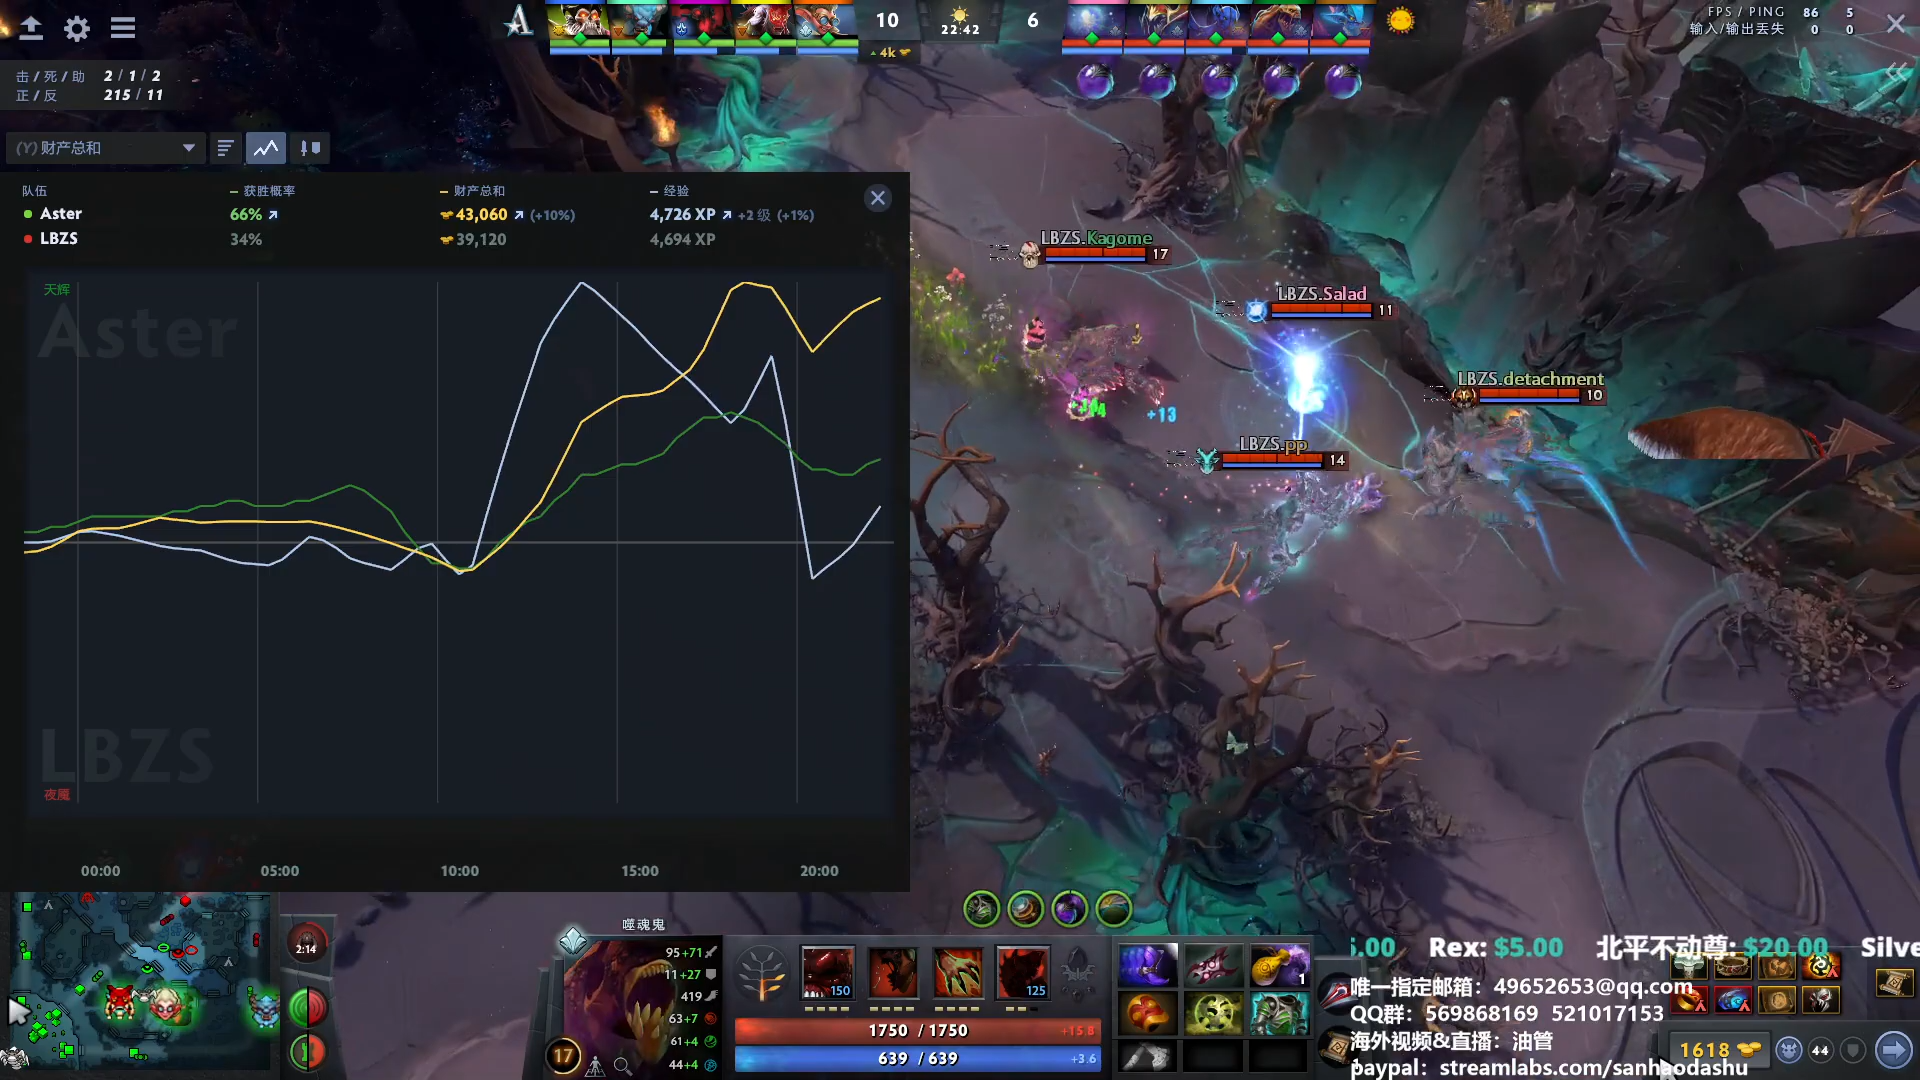 10 22:42 6
4k
FPS / PING 86 5
输入/输出丢失 0 0
击 / 死 / 助 2 / 1 / 2
正 / 反 215 / 11
(Y) 财产总和
队伍 获胜概率 财产总和 经验
Aster 66% 43,060 (+10%) 4,726 XP +2 级 (+1%)
LBZS 34% 39,120 4,694 XP
天辉
Aster
LBZS
夜魇
00:00 05:00 10:00 15:00 20:00
LBZS.Kagome 17
LBZS.Salad 11
LBZS.detachment 10
LBZS.pp 14
+13
2:14
噬魂鬼
95+71
11+27
419
63+7
61+4
44+4
17
150 125
1750 / 1750 +15.8
639 / 639 +3.6
1
5.00 Rex: $5.00 北平不动尊: $20.00 Silve
唯一指定邮箱: 49652653@qq.com
QQ群: 569868169 521017153
海外视频&直播: 油管
paypal: streamlabs.com/sanhaodashu
1618 44